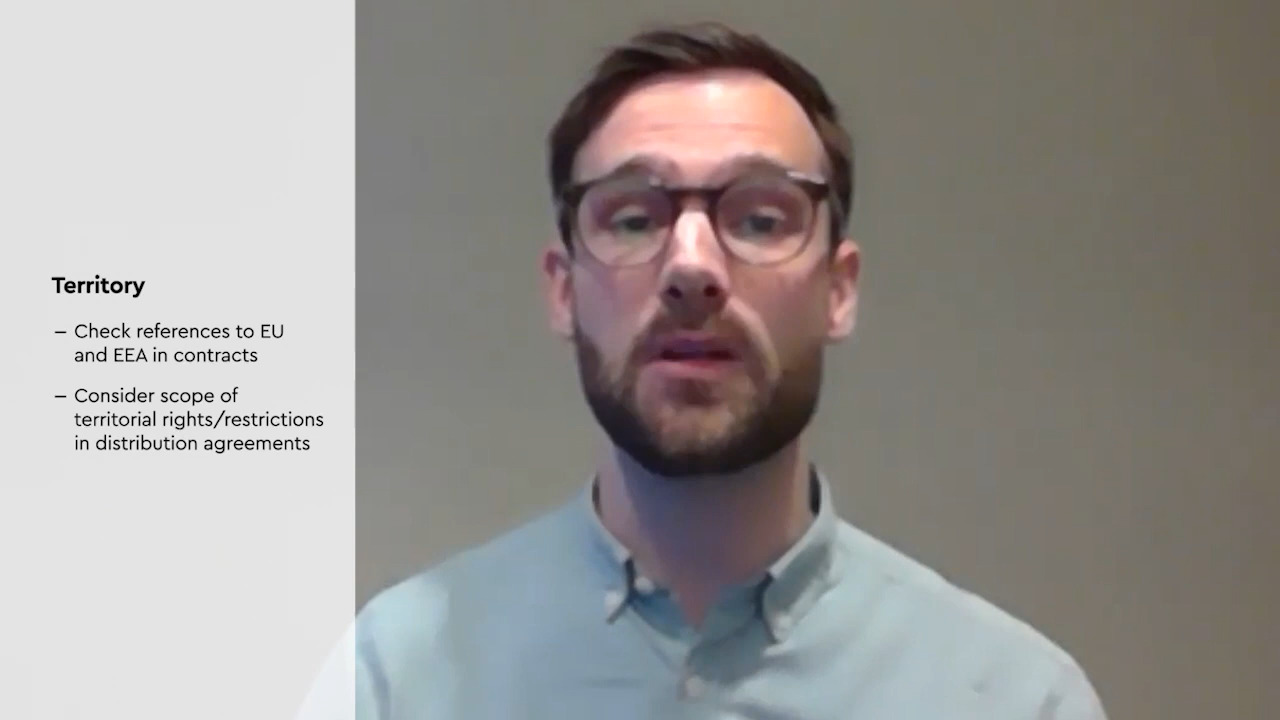 Territory
– Check references to EU
and EEA in contracts
– Consider scope of
territorial rights/restrictions
in distribution agreements